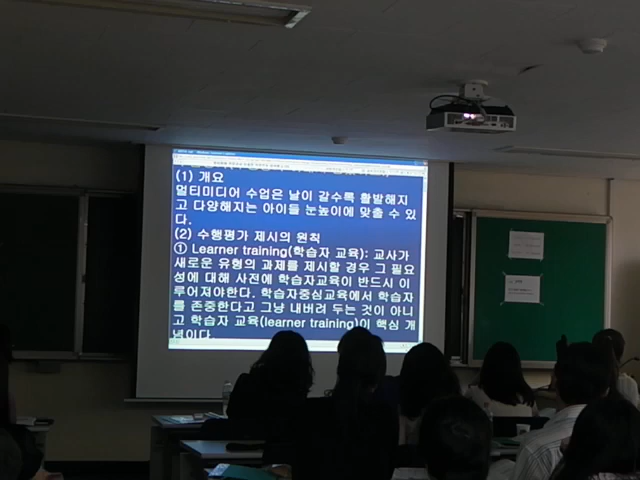 (1) 개요
멀티미디어 수업은 날이 갈수록 활발해지
고 다양해지는 아이들 눈높이에 맞출 수 있
다.
(2) 수행평가 제시의 원칙
① Learner training(학습자 교육): 교사가
새로운 유형의 과제를 제시할 경우 그 필요
성에 대해 사전에 학습자교육이 반드시 이
루어져야한다. 학습자중심교육에서 학습자
를 존중한다고 그냥 내버려 두는 것이 아니
고 학습자 교육(learner training)이 핵심 개
념이다.